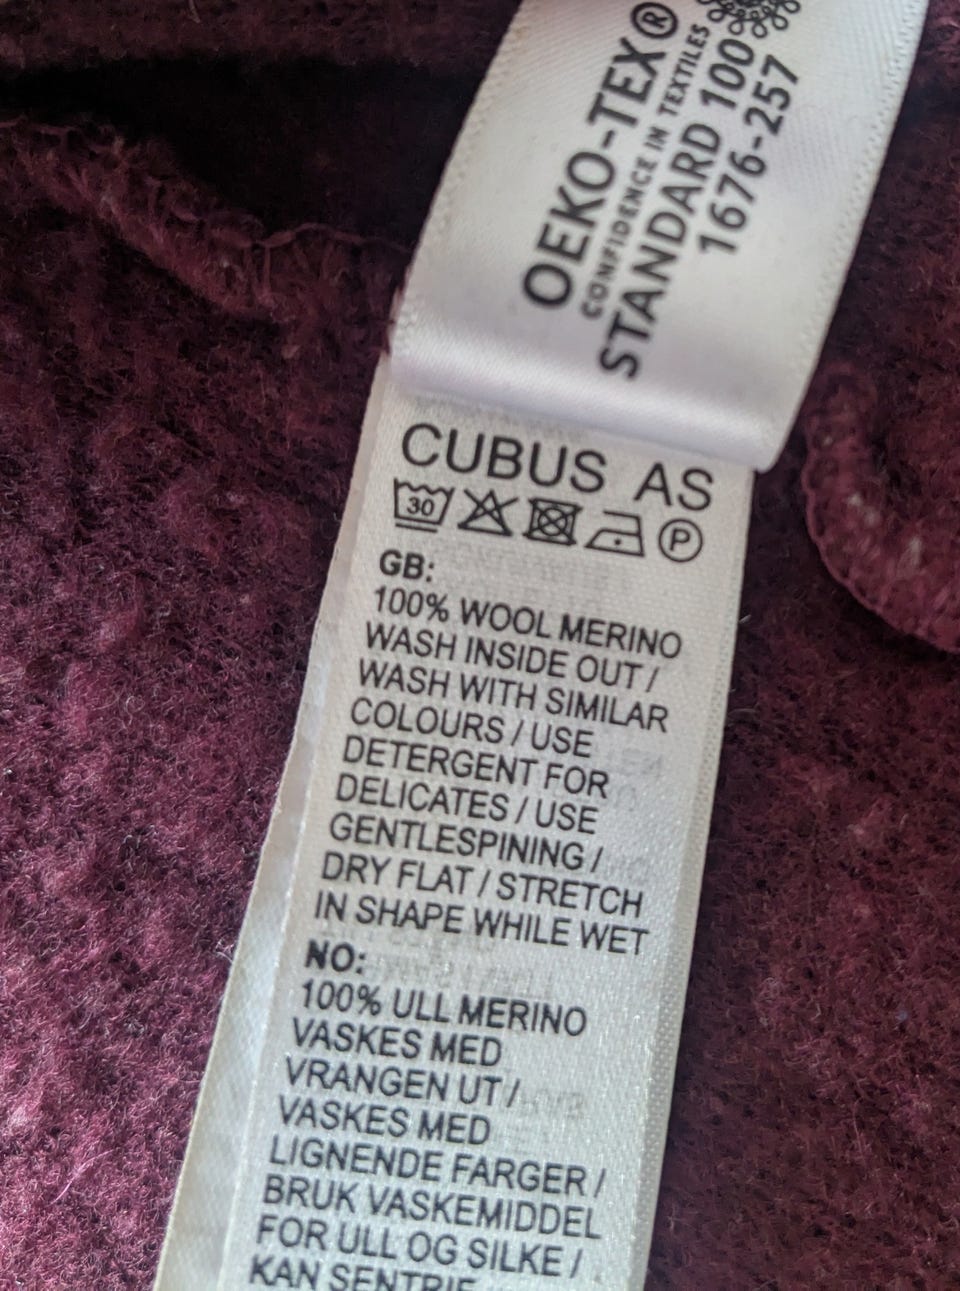 OEKO-TEX®
CONFIDENCE IN TEXTILES
STANDARD 100
1676-257
CUBUS AS
30 P
GB:
100% WOOL MERINO
WASH INSIDE OUT /
WASH WITH SIMILAR
COLOURS / USE
DETERGENT FOR
DELICATES / USE
GENTLESPINING /
DRY FLAT / STRETCH
IN SHAPE WHILE WET
NO:
100% ULL MERINO
VASKES MED
VRANGEN UT /
VASKES MED
LIGNENDE FARGER /
BRUK VASKEMIDDEL
FOR ULL OG SILKE /
KAN SENTRIF